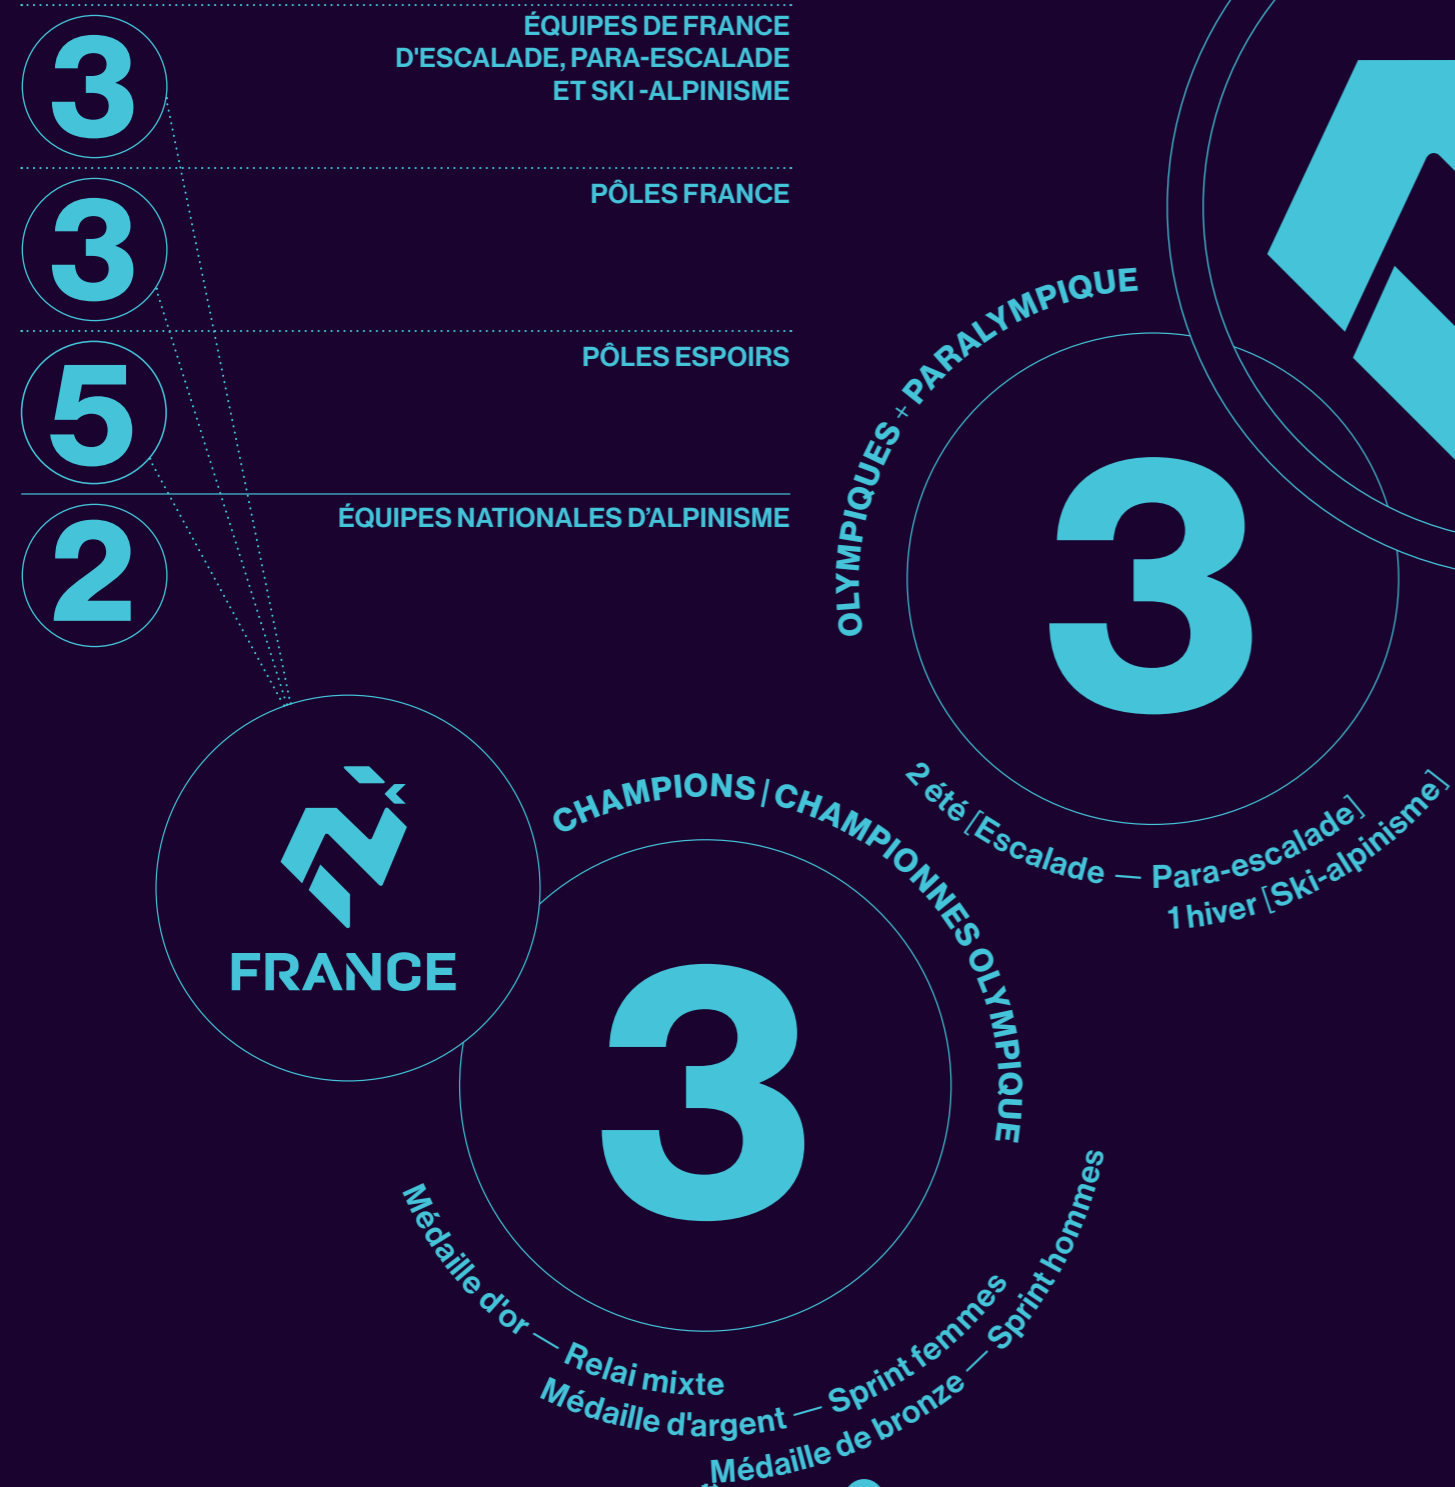 3
ÉQUIPES DE FRANCE
D'ESCALADE, PARA-ESCALADE
ET SKI -ALPINISME
3
PÔLES FRANCE
5
PÔLES ESPOIRS
2
ÉQUIPES NATIONALES D’ALPINISME
OLYMPIQUES + PARALYMPIQUE
3
2 été [Escalade — Para-escalade]
1 hiver [Ski-alpinisme]
FRANCE
CHAMPIONS / CHAMPIONNES OLYMPIQUE
3
Médaille d'or — Relai mixte
Médaille d'argent — Sprint femmes
Médaille de bronze — Sprint hommes